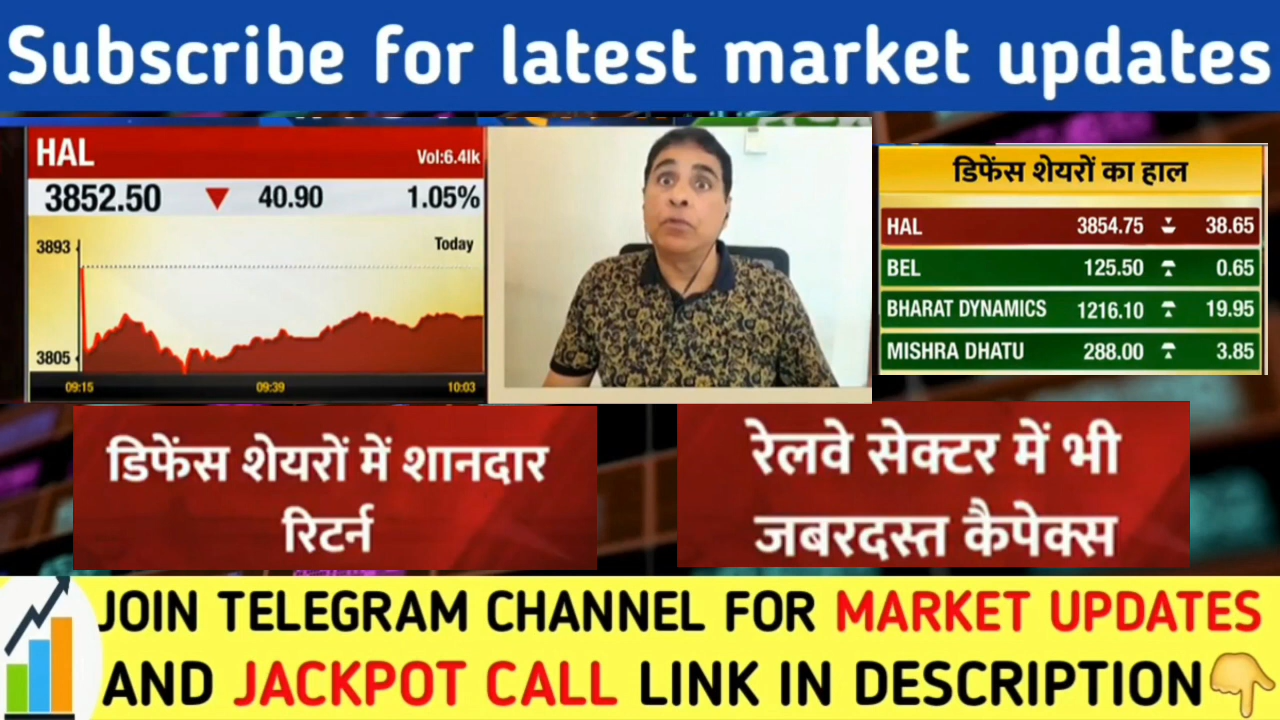 Subscribe for latest market updates
HAL
Vol:6.4lk
3852.50 ▼ 40.90 1.05%
3893
Today
3805
09:15 09:39 10:03
डिफेंस शेयरों का हाल
HAL 3854.75 38.65
BEL 125.50 0.65
BHARAT DYNAMICS 1216.10 19.95
MISHRA DHATU 288.00 3.85
डिफेंस शेयरों में शानदार
रिटर्न
रेलवे सेक्टर में भी
जबरदस्त कैपेक्स
JOIN TELEGRAM CHANNEL FOR MARKET UPDATES
AND JACKPOT CALL LINK IN DESCRIPTION👇